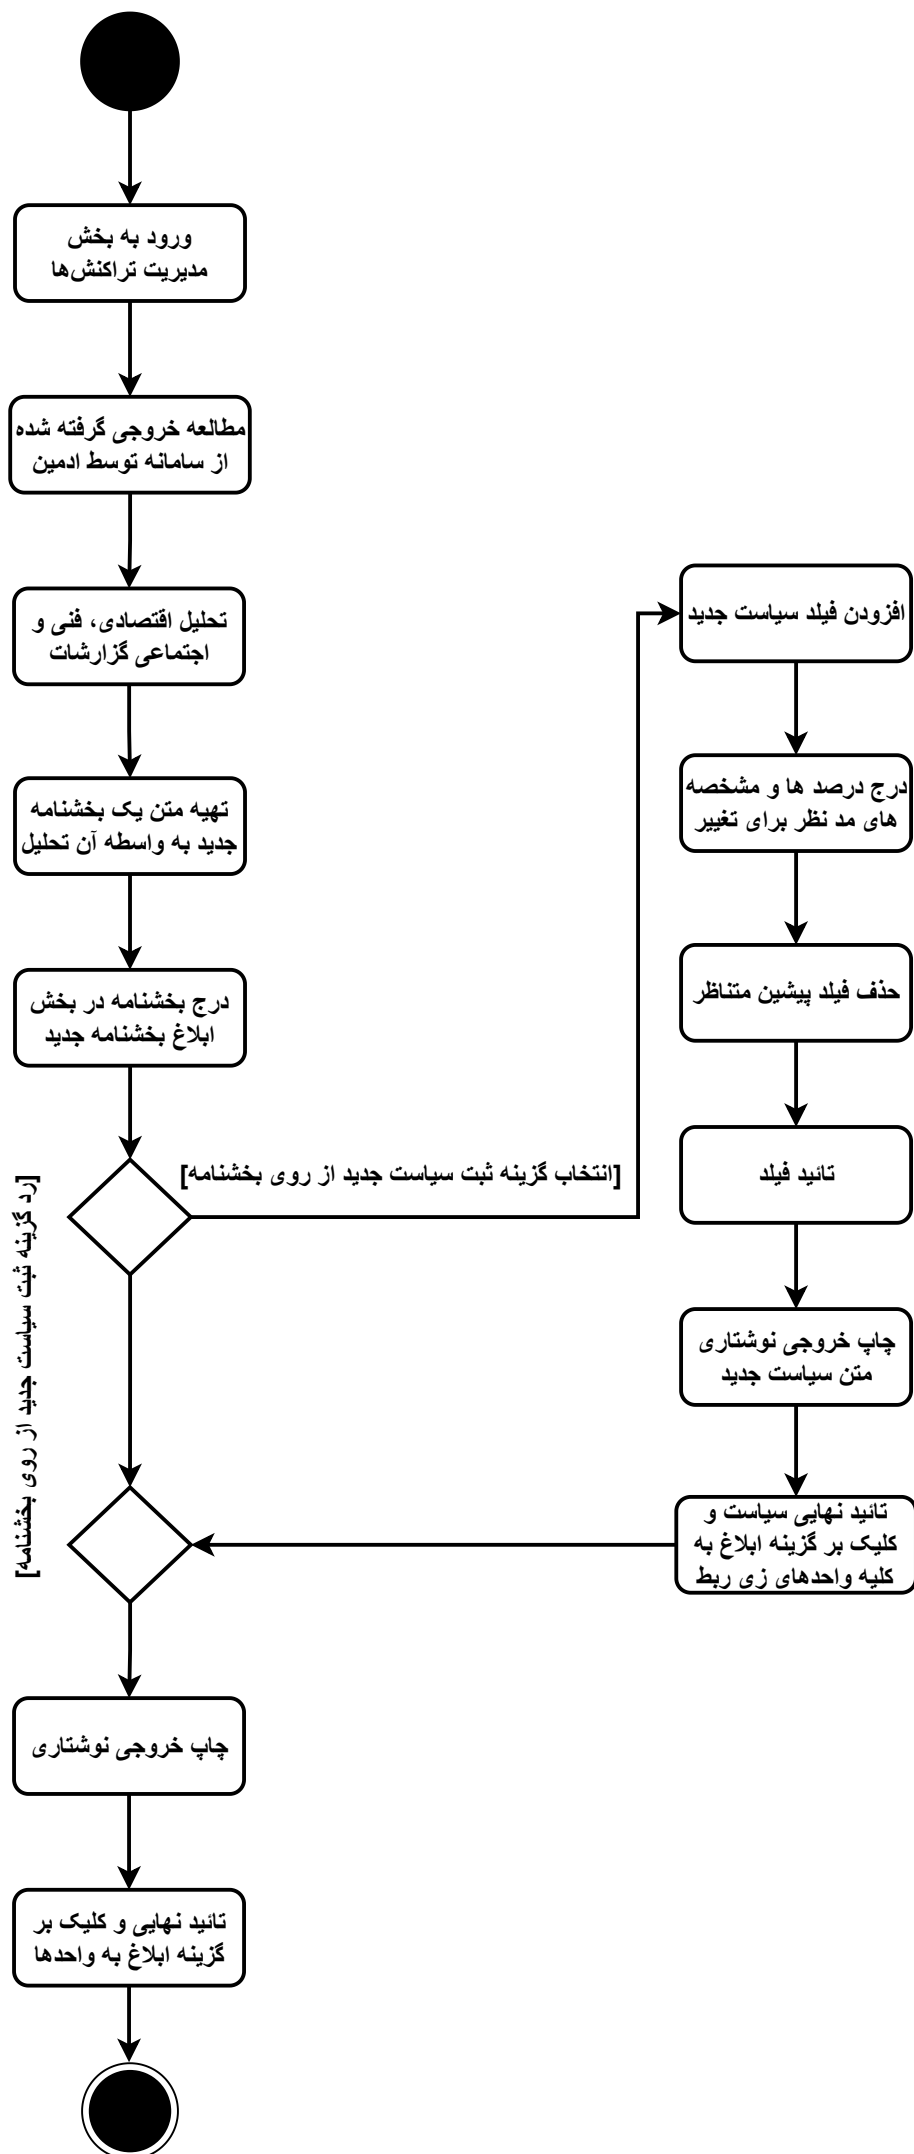 ورود به بخش
مدیریت تراکنش‌ها
مطالعه خروجی گرفته شده
از سامانه توسط ادمین
تحلیل اقتصادی، فنی و
اجتماعی گزارشات
تهیه متن یک بخشنامه
جدید به واسطه آن تحلیل
درج بخشنامه در بخش
ابلاغ بخشنامه جدید
[انتخاب گزینه ثبت سیاست جدید از روی بخشنامه]
افزودن فیلد سیاست جدید
درج درصد ها و مشخصه
های مد نظر برای تغییر
حذف فیلد پیشین متناظر
تائید فیلد
چاپ خروجی نوشتاری
متن سیاست جدید
تائید نهایی سیاست و
کلیک بر گزینه ابلاغ به
کلیه واحدهای زی ربط
[رد گزینه ثبت سیاست جدید از روی بخشنامه]
چاپ خروجی نوشتاری
تائید نهایی و کلیک بر
گزینه ابلاغ به واحدها